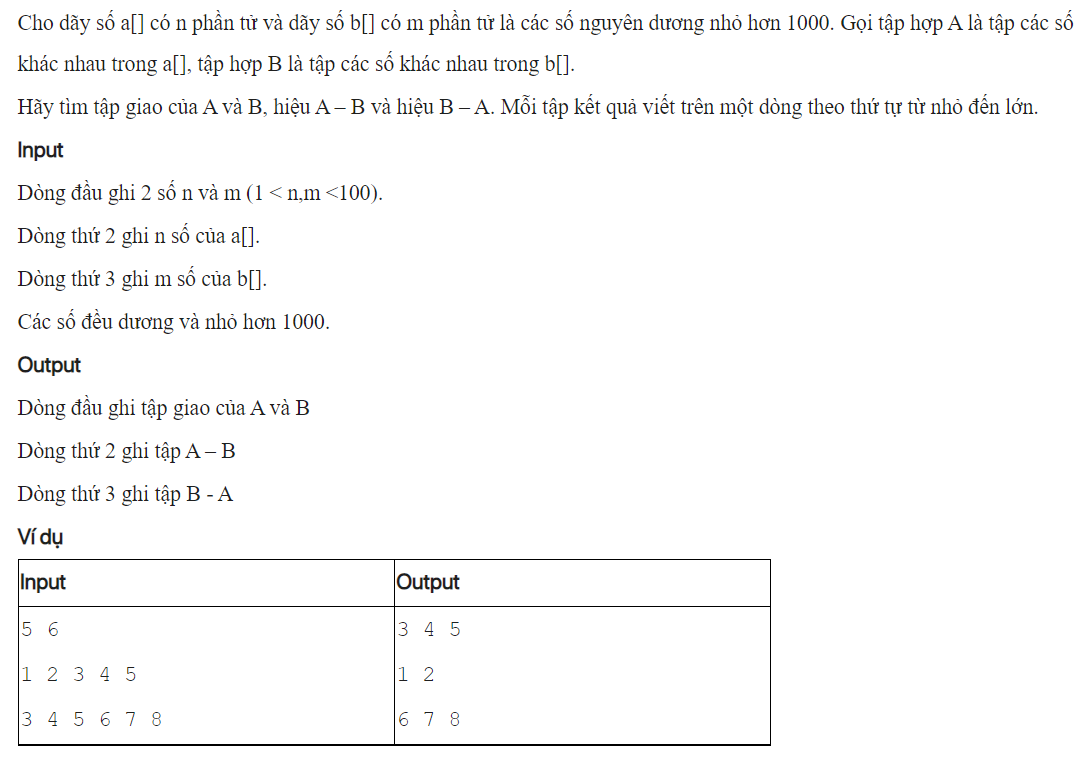 Cho dãy số a[] có n phần tử và dãy số b[] có m phần tử là các số nguyên dương nhỏ hơn 1000. Gọi tập hợp A là tập các số
khác nhau trong a[], tập hợp B là tập các số khác nhau trong b[].
Hãy tìm tập giao của A và B, hiệu A – B và hiệu B – A. Mỗi tập kết quả viết trên một dòng theo thứ tự từ nhỏ đến lớn.
Input
Dòng đầu ghi 2 số n và m (1 < n,m <100).
Dòng thứ 2 ghi n số của a[].
Dòng thứ 3 ghi m số của b[].
Các số đều dương và nhỏ hơn 1000.
Output
Dòng đầu ghi tập giao của A và B
Dòng thứ 2 ghi tập A – B
Dòng thứ 3 ghi tập B - A
Ví dụ
Input Output
5 6 3 4 5
1 2 3 4 5 1 2
3 4 5 6 7 8 6 7 8